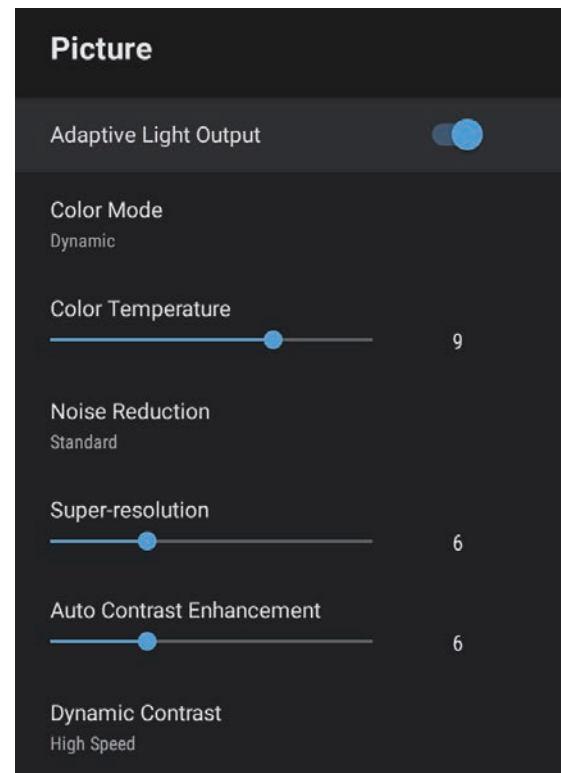 Picture
Adaptive Light Output
Color Mode
Dynamic
Color Temperature
9
Noise Reduction
Standard
Super-resolution
6
Auto Contrast Enhancement
6
Dynamic Contrast
High Speed